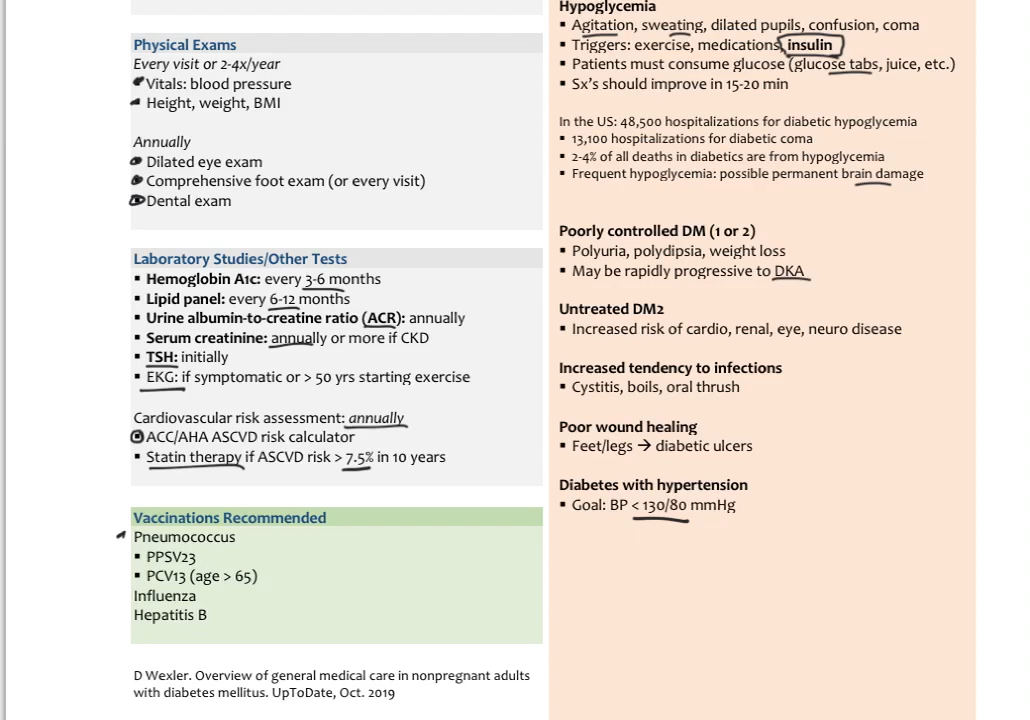 Physical Exams
Every visit or 2-4x/year
Vitals: blood pressure
Height, weight, BMI
Annually
Dilated eye exam
Comprehensive foot exam (or every visit)
Dental exam
Laboratory Studies/Other Tests
▪ Hemoglobin A1c: every 3-6 months
▪ Lipid panel: every 6-12 months
▪ Urine albumin-to-creatine ratio (ACR): annually
▪ Serum creatinine: annually or more if CKD
▪ TSH: initially
▪ EKG: if symptomatic or > 50 yrs starting exercise
Cardiovascular risk assessment: annually
ACC/AHA ASCVD risk calculator
▪ Statin therapy if ASCVD risk > 7.5% in 10 years
Vaccinations Recommended
Pneumococcus
▪ PPSV23
▪ PCV13 (age > 65)
Influenza
Hepatitis B
D Wexler. Overview of general medical care in nonpregnant adults
with diabetes mellitus. UpToDate, Oct. 2019
Hypoglycemia
▪ Agitation, sweating, dilated pupils, confusion, coma
▪ Triggers: exercise, medications, insulin
▪ Patients must consume glucose (glucose tabs, juice, etc.)
▪ Sx's should improve in 15-20 min
In the US: 48,500 hospitalizations for diabetic hypoglycemia
▪ 13,100 hospitalizations for diabetic coma
▪ 2-4% of all deaths in diabetics are from hypoglycemia
▪ Frequent hypoglycemia: possible permanent brain damage
Poorly controlled DM (1 or 2)
▪ Polyuria, polydipsia, weight loss
▪ May be rapidly progressive to DKA
Untreated DM2
▪ Increased risk of cardio, renal, eye, neuro disease
Increased tendency to infections
▪ Cystitis, boils, oral thrush
Poor wound healing
▪ Feet/legs → diabetic ulcers
Diabetes with hypertension
▪ Goal: BP < 130/80 mmHg